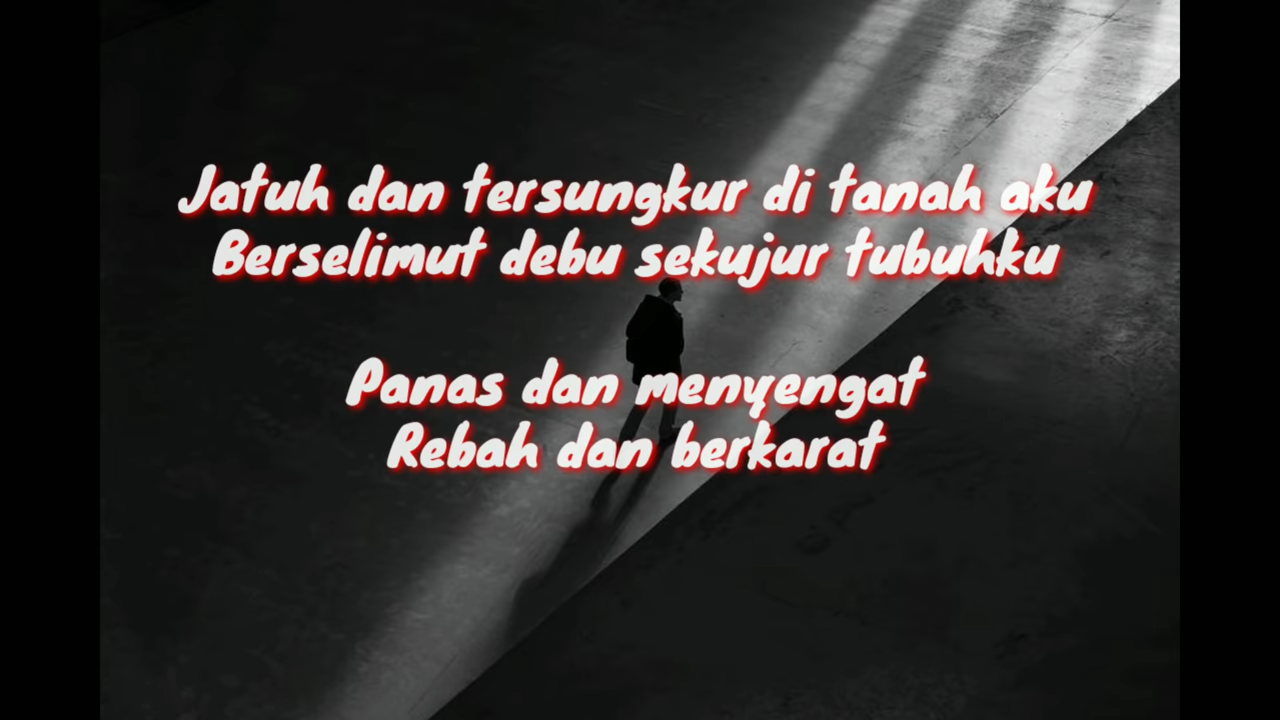 Jatuh dan tersungkur di tanah aku
Berselimut debu sekujur tubuhku
Panas dan menyengat
Rebah dan berkarat